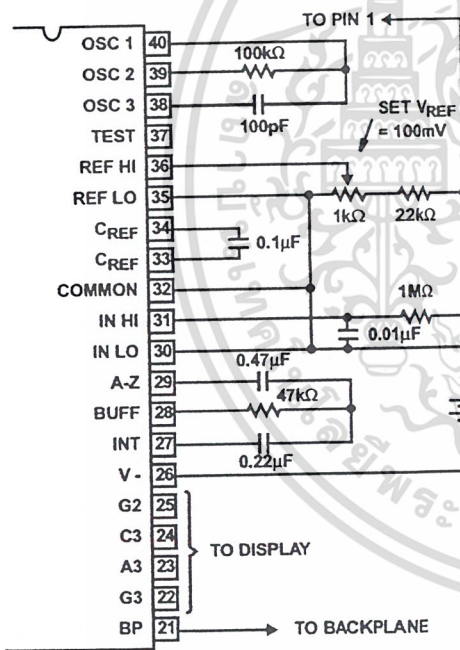 TO PIN 1
OSC 1 40
100kΩ
OSC 2 39
OSC 3 38
100pF
SET VREF
= 100mV
TEST 37
REF HI 36
REF LO 35
1kΩ 22kΩ
CREF 34
0.1µF
CREF 33
COMMON 32
1MΩ
IN HI 31
0.01µF
IN LO 30
0.47µF
A-Z 29
47kΩ
BUFF 28
INT 27
0.22µF
V - 26
G2 25
C3 24
TO DISPLAY
A3 23
G3 22
BP 21 TO BACKPLANE